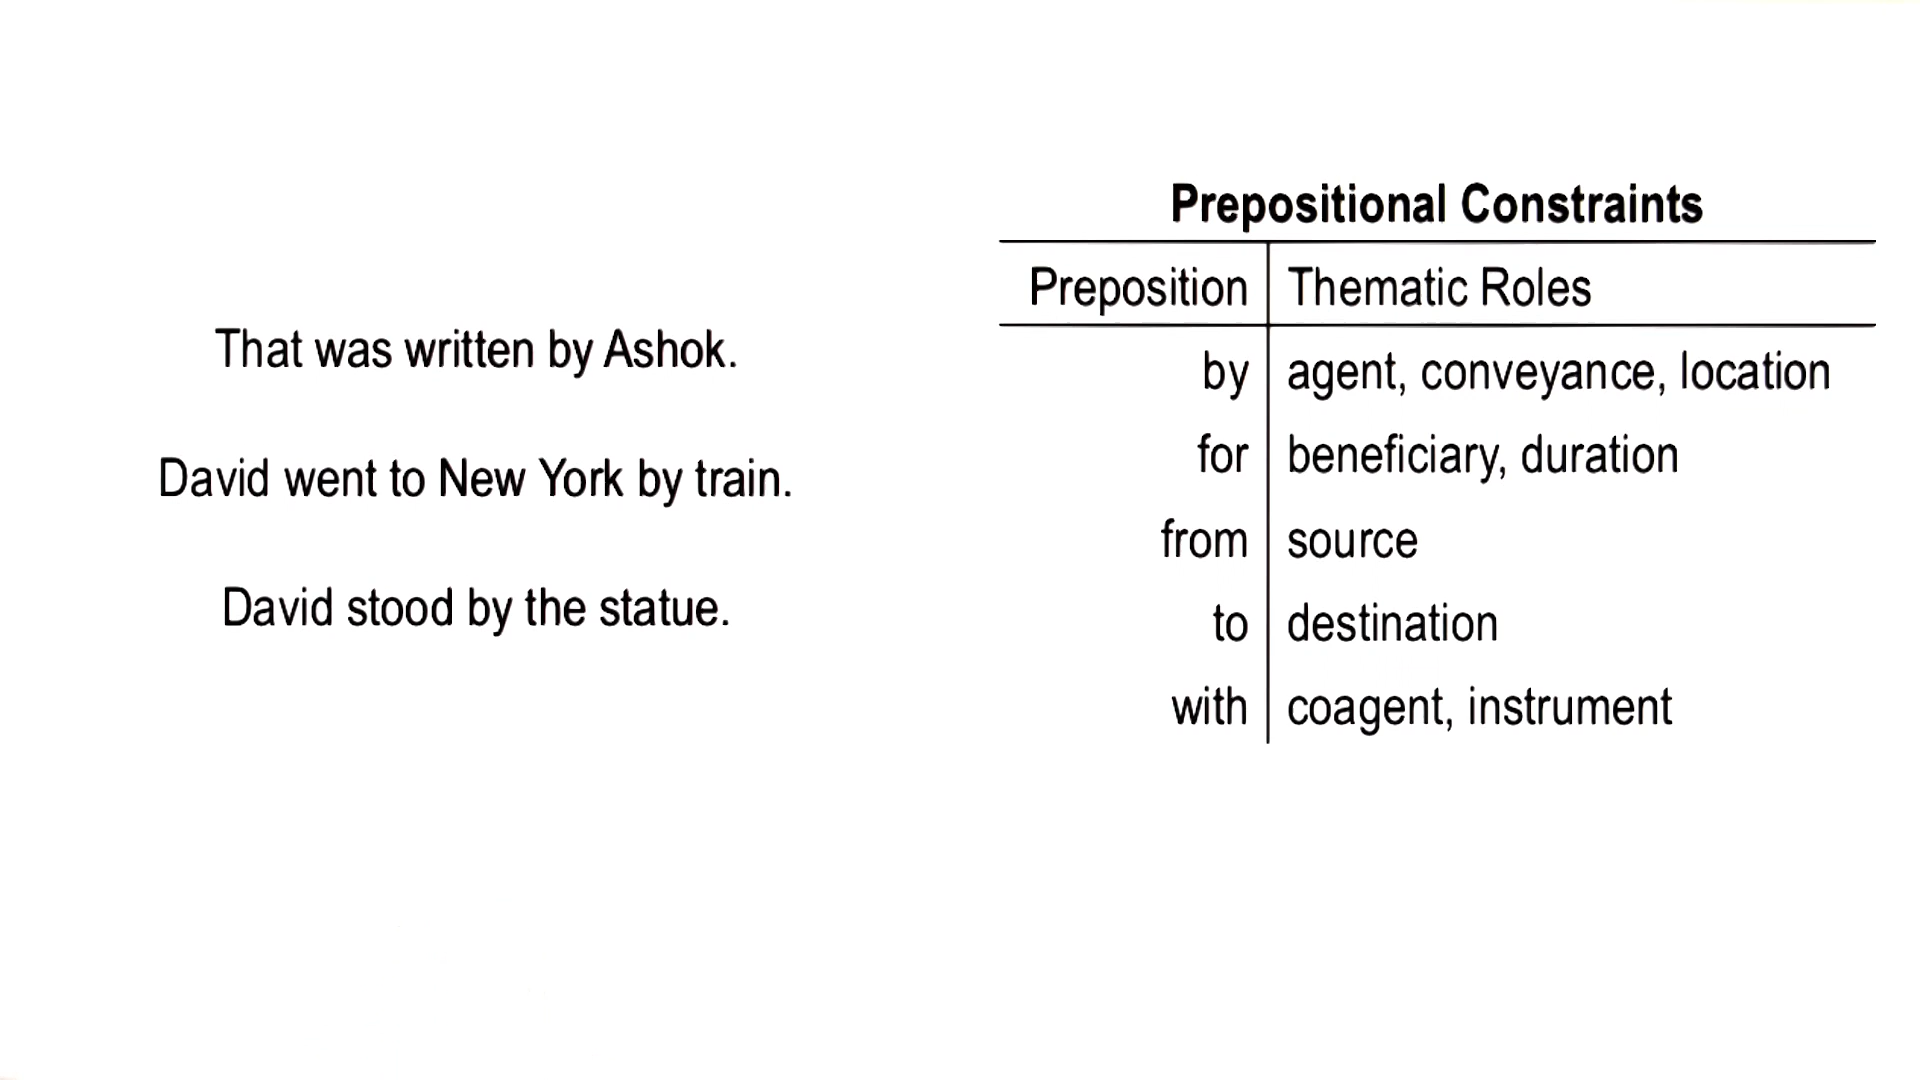 That was written by Ashok.
David went to New York by train.
David stood by the statue.
Prepositional Constraints
Preposition Thematic Roles
by agent, conveyance, location
for beneficiary, duration
from source
to destination
with coagent, instrument